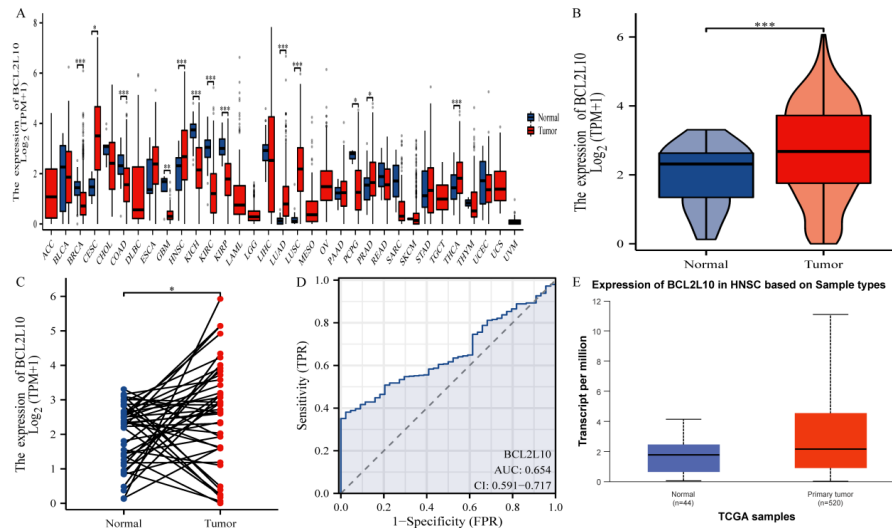 A
The expression of BCL2L10
Log2 (TPM+1)
8
6
4
2
0
***
*
***
**
***
***
***
***
***
***
*
*
***
Normal
Tumor
ACC
BLCA
BRCA
CESC
CHOL
COAD
DLBC
ESCA
GBM
HNSC
KICH
KIRC
KIRP
LAML
LGG
LIHC
LUAD
LUSC
MESO
OV
PAAD
PCPG
PRAD
READ
SARC
SKCM
STAD
TGCT
THCA
THYM
UCEC
UCS
UVM
B
The expression of BCL2L10
Log2 (TPM+1)
6
4
2
0
***
Normal
Tumor
C
The expression of BCL2L10
Log2 (TPM+1)
6
5
4
3
2
1
0
*
Normal
Tumor
D
Sensitivity (TPR)
1.0
0.8
0.6
0.4
0.2
0.0
BCL2L10
AUC: 0.654
CI: 0.591−0.717
0.0 0.2 0.4 0.6 0.8 1.0
1−Specificity (FPR)
E
Expression of BCL2L10 in HNSC based on Sample types
Transcript per million
12
10
8
6
4
2
0
-2
Normal
(n=44)
Primary tumor
(n=520)
TCGA samples